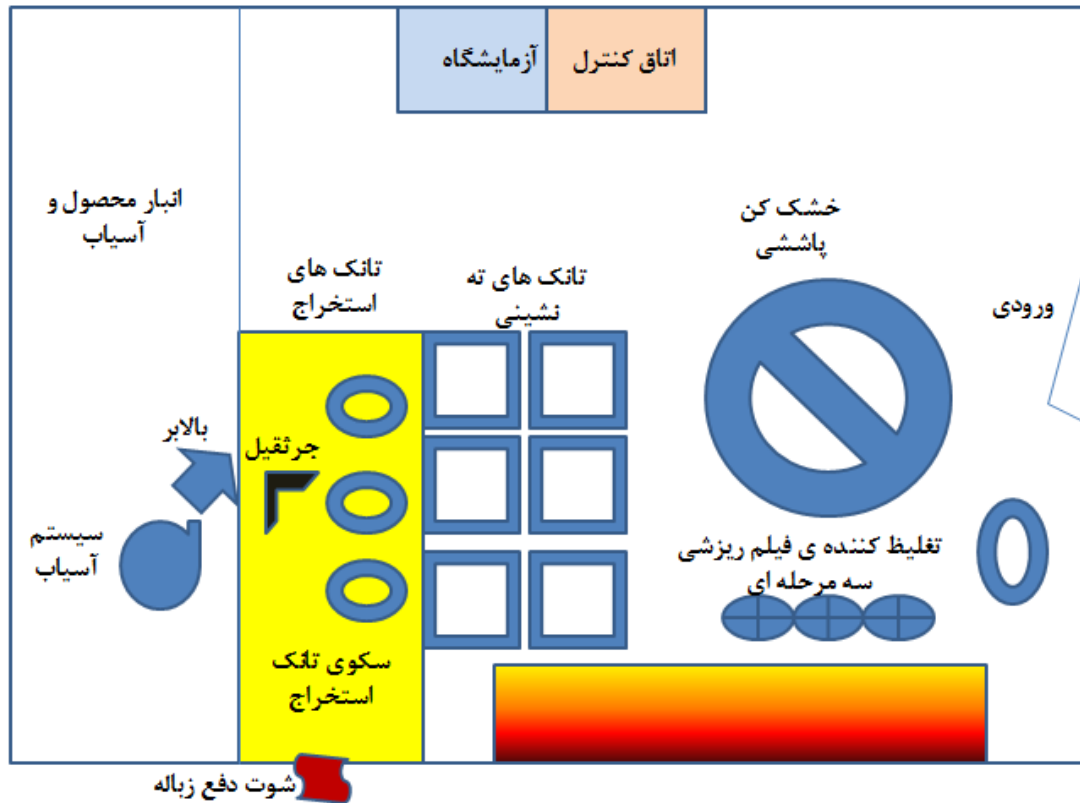 اتاق کنترل
آزمایشگاه
انبار محصول و
آسیاب
خشک کن
پاششی
تانک های
استخراج
تانک های ته
نشینی
ورودی
بالابر
جرثقیل
سیستم
آسیاب
تغلیظ کننده ی فیلم ریزشی
سه مرحله ای
سکوی تانک
استخراج
شوت دفع زباله